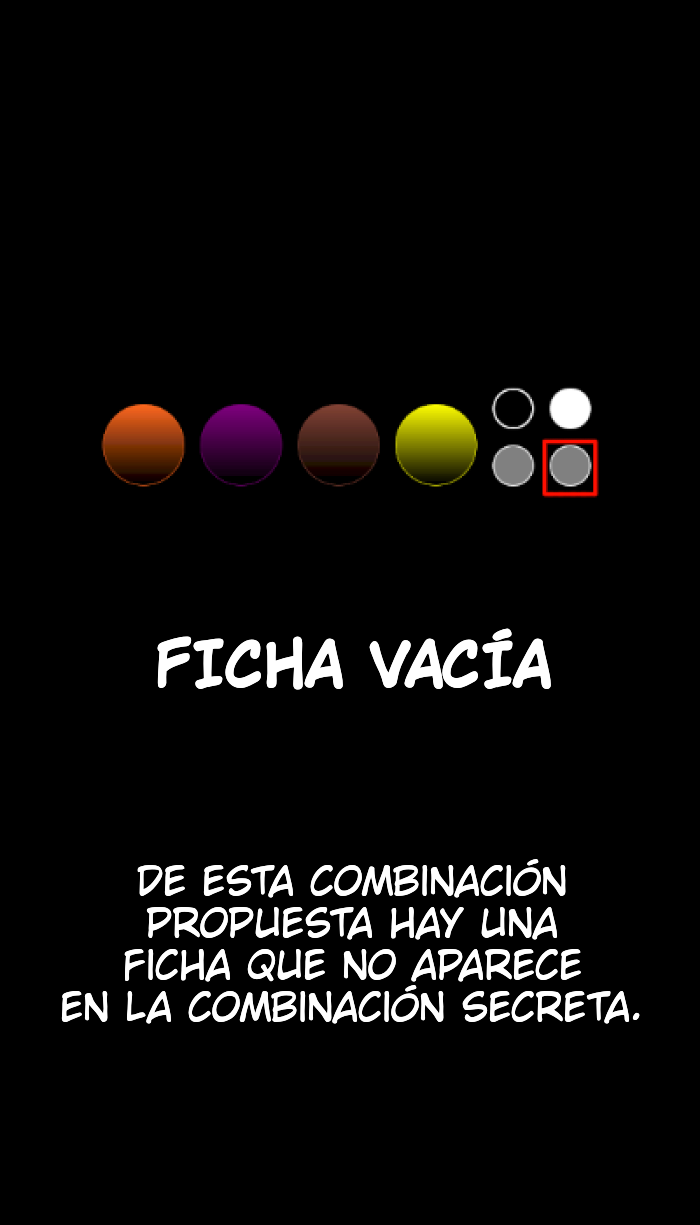 FICHA VACÍA
DE ESTA COMBINACIÓN
PROPUESTA HAY UNA
FICHA QUE NO APARECE
EN LA COMBINACIÓN SECRETA.